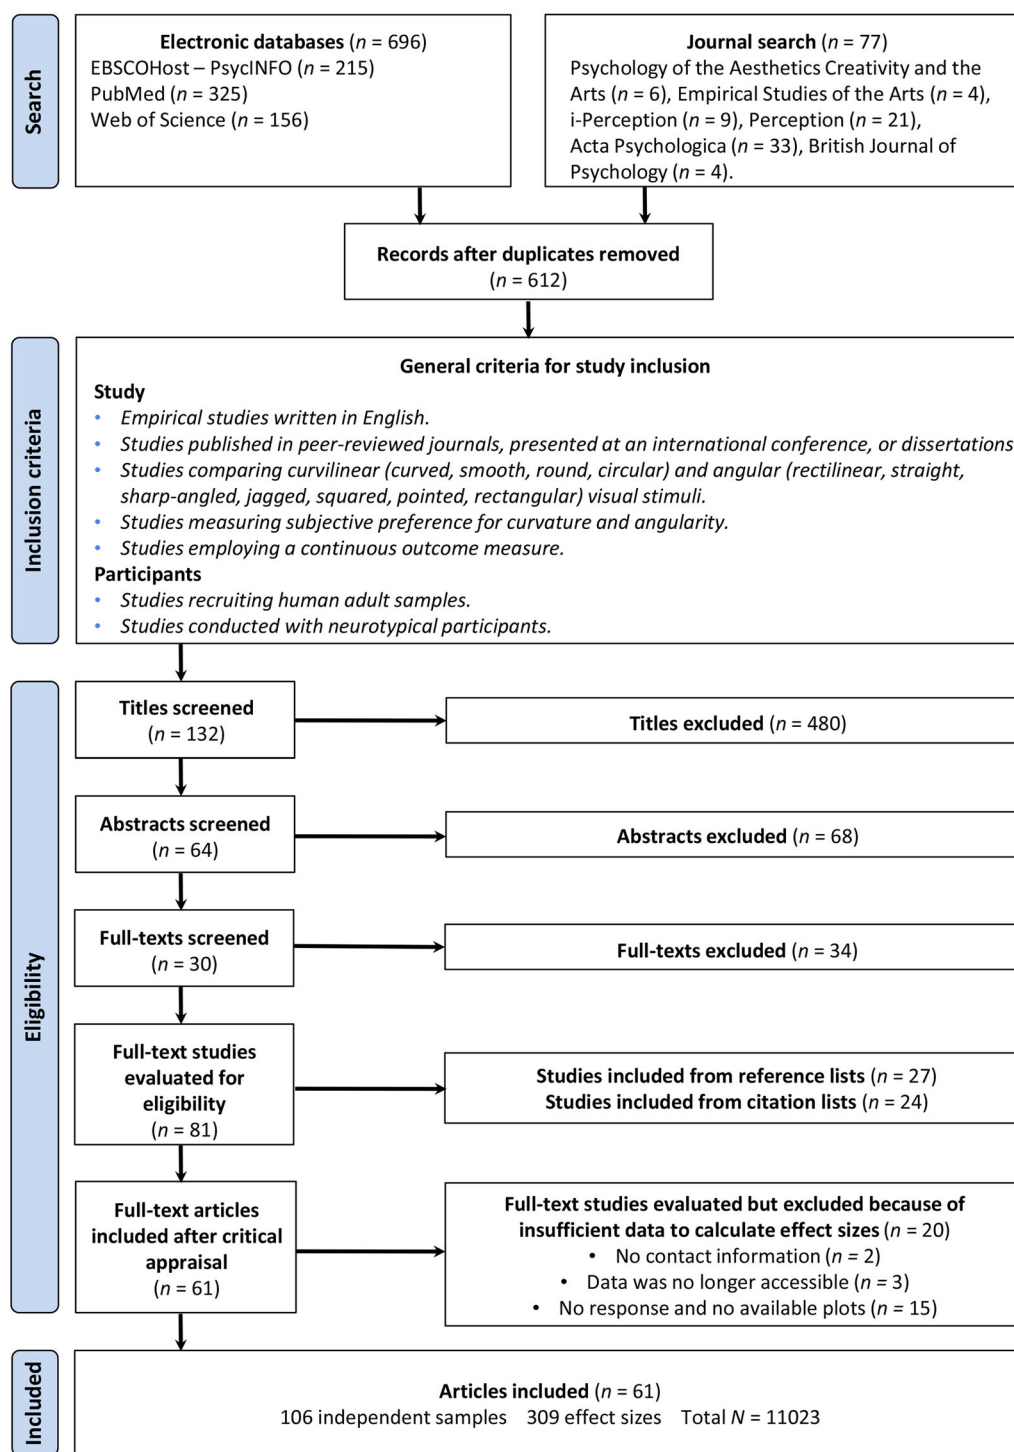 Search
Electronic databases (n = 696)
EBSCOHost – PsycINFO (n = 215)
PubMed (n = 325)
Web of Science (n = 156)
Journal search (n = 77)
Psychology of the Aesthetics Creativity and the
Arts (n = 6), Empirical Studies of the Arts (n = 4),
i-Perception (n = 9), Perception (n = 21),
Acta Psychologica (n = 33), British Journal of
Psychology (n = 4).
Records after duplicates removed
(n = 612)
Inclusion criteria
General criteria for study inclusion
Study
• Empirical studies written in English.
• Studies published in peer-reviewed journals, presented at an international conference, or dissertations
• Studies comparing curvilinear (curved, smooth, round, circular) and angular (rectilinear, straight,
sharp-angled, jagged, squared, pointed, rectangular) visual stimuli.
• Studies measuring subjective preference for curvature and angularity.
• Studies employing a continuous outcome measure.
Participants
• Studies recruiting human adult samples.
• Studies conducted with neurotypical participants.
Eligibility
Titles screened
(n = 132)
Titles excluded (n = 480)
Abstracts screened
(n = 64)
Abstracts excluded (n = 68)
Full-texts screened
(n = 30)
Full-texts excluded (n = 34)
Full-text studies
evaluated for
eligibility
(n = 81)
Studies included from reference lists (n = 27)
Studies included from citation lists (n = 24)
Full-text articles
included after critical
appraisal
(n = 61)
Full-text studies evaluated but excluded because of
insufficient data to calculate effect sizes (n = 20)
• No contact information (n = 2)
• Data was no longer accessible (n = 3)
• No response and no available plots (n = 15)
Included
Articles included (n = 61)
106 independent samples 309 effect sizes Total N = 11023